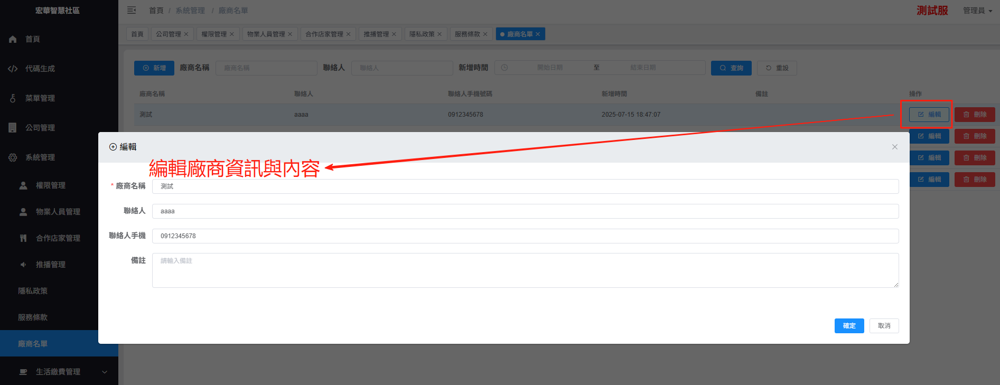 宏華智慧社區
首頁 / 系統管理 / 廠商名單
測試服 管理員
首頁
代碼生成
菜單管理
公司管理
系統管理
權限管理
物業人員管理
合作店家管理
推播管理
隱私政策
服務條款
廠商名單
生活繳費管理
首頁 公司管理 權限管理 物業人員管理 合作店家管理 推播管理 隱私政策 服務條款 廠商名單
新增 廠商名稱 廠商名稱 聯絡人 聯絡人 新增時間 開始日期 至 結束日期 查詢 重設
廠商名稱 聯絡人 聯絡人手機號碼 新增時間 備註 操作
測試 aaaa 0912345678 2025-07-15 18:47:07 編輯 刪除
編輯 刪除
編輯 刪除
編輯 刪除
編輯
編輯廠商資訊與內容
* 廠商名稱 測試
聯絡人 aaaa
聯絡人手機 0912345678
備註 請輸入備註
確定 取消